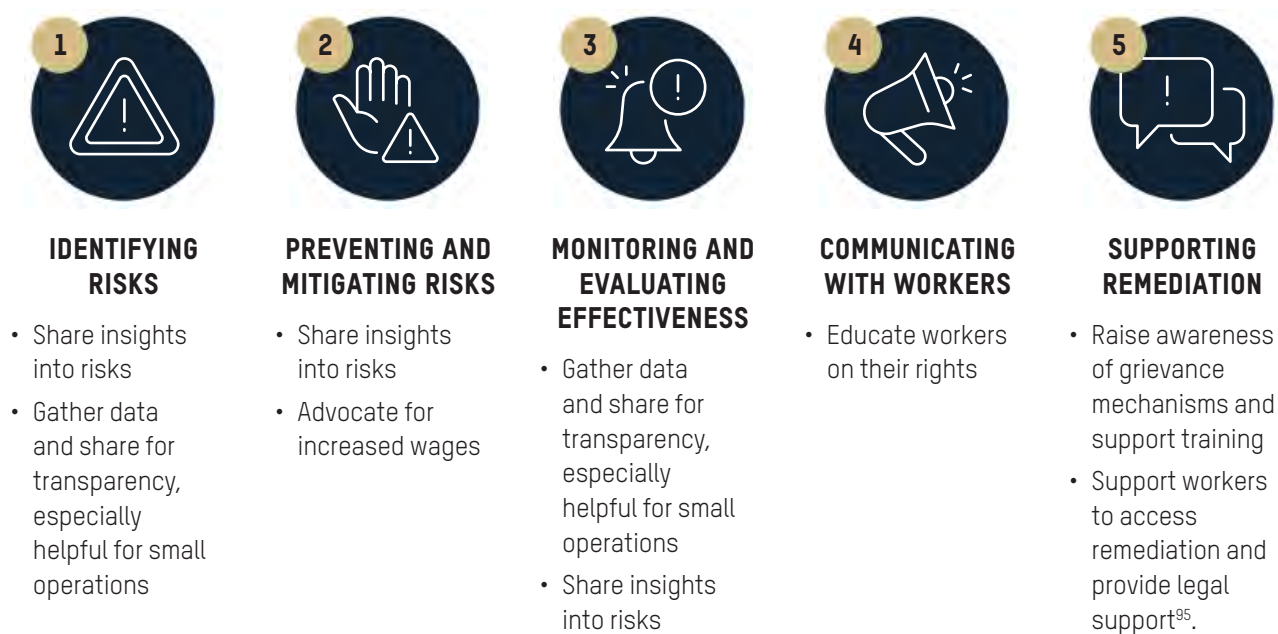 1
IDENTIFYING
RISKS
• Share insights
into risks
• Gather data
and share for
transparency,
especially
helpful for small
operations
2
PREVENTING AND
MITIGATING RISKS
• Share insights
into risks
• Advocate for
increased wages
3
MONITORING AND
EVALUATING
EFFECTIVENESS
• Gather data
and share for
transparency,
especially
helpful for small
operations
• Share insights
into risks
4
COMMUNICATING
WITH WORKERS
• Educate workers
on their rights
5
SUPPORTING
REMEDIATION
• Raise awareness
of grievance
mechanisms and
support training
• Support workers
to access
remediation and
provide legal
support⁹⁵.